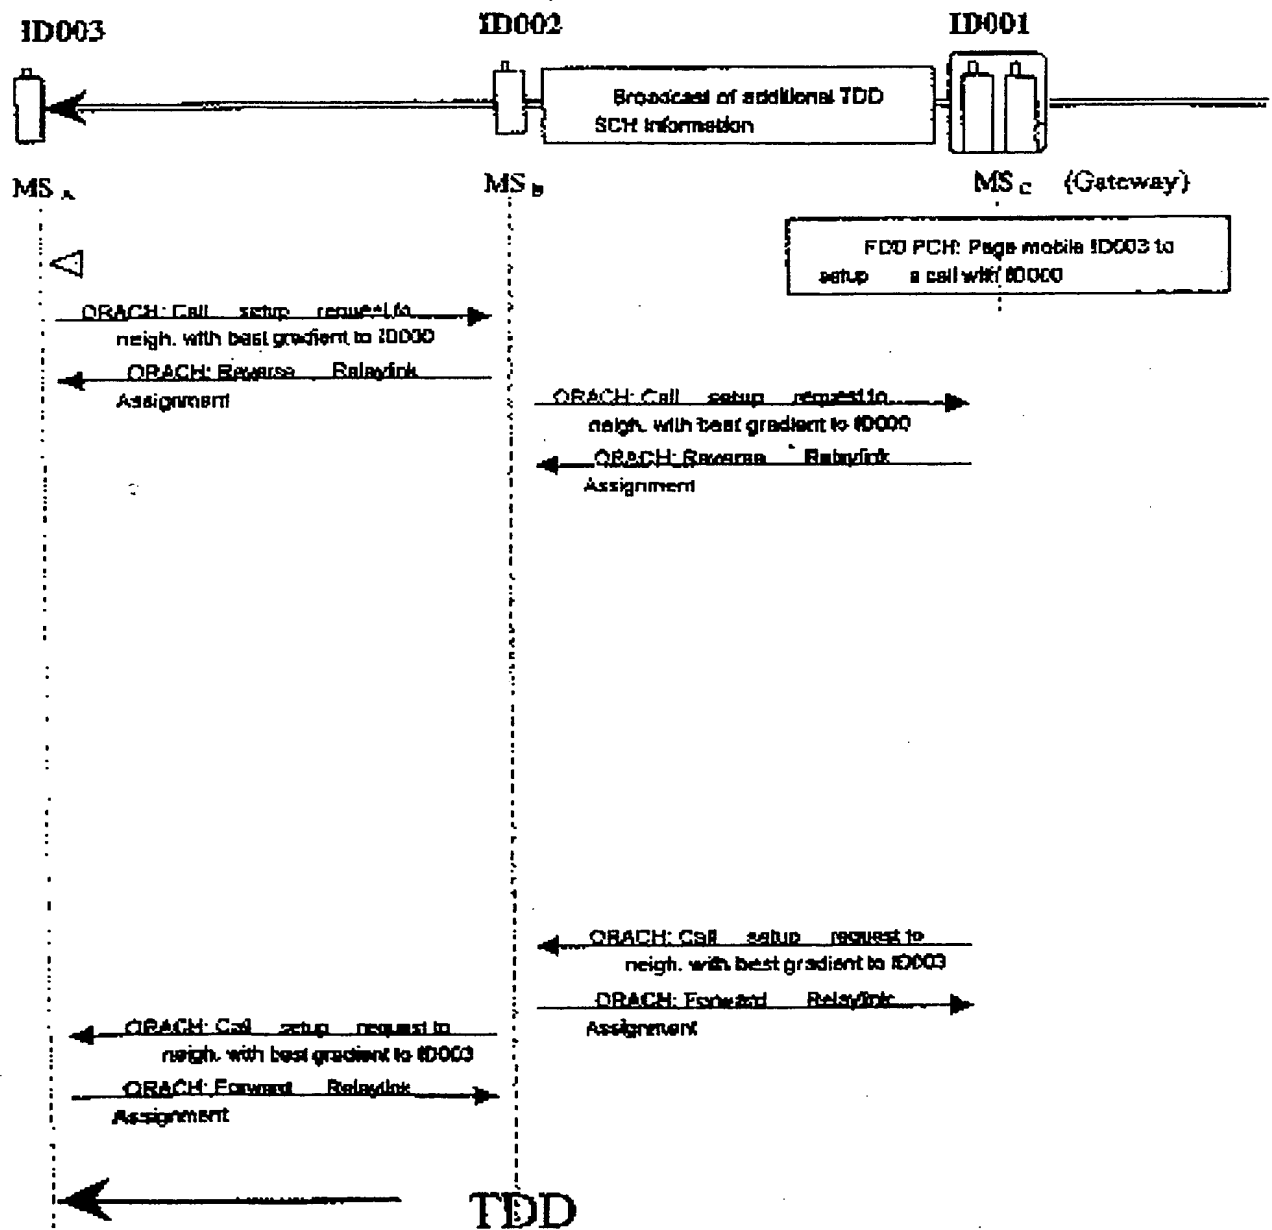 ID003
ID002
ID001
Broadcast of additional TDD
SCH Information
MS A
MS B
MS C (Gateway)
FDD PCH: Page mobile ID003 to
setup a call with ID000
ORACH: Call setup request to
neigh. with best gradient to ID000
ORACH: Reverse Relaylink
Assignment
ORACH: Call setup request to
neigh. with best gradient to ID000
ORACH: Reverse Relaylink
Assignment
ORACH: Call setup request to
neigh. with best gradient to ID003
ORACH: Forward Relaylink
Assignment
ORACH: Call setup request to
neigh. with best gradient to ID003
ORACH: Forward Relaylink
Assignment
TDD